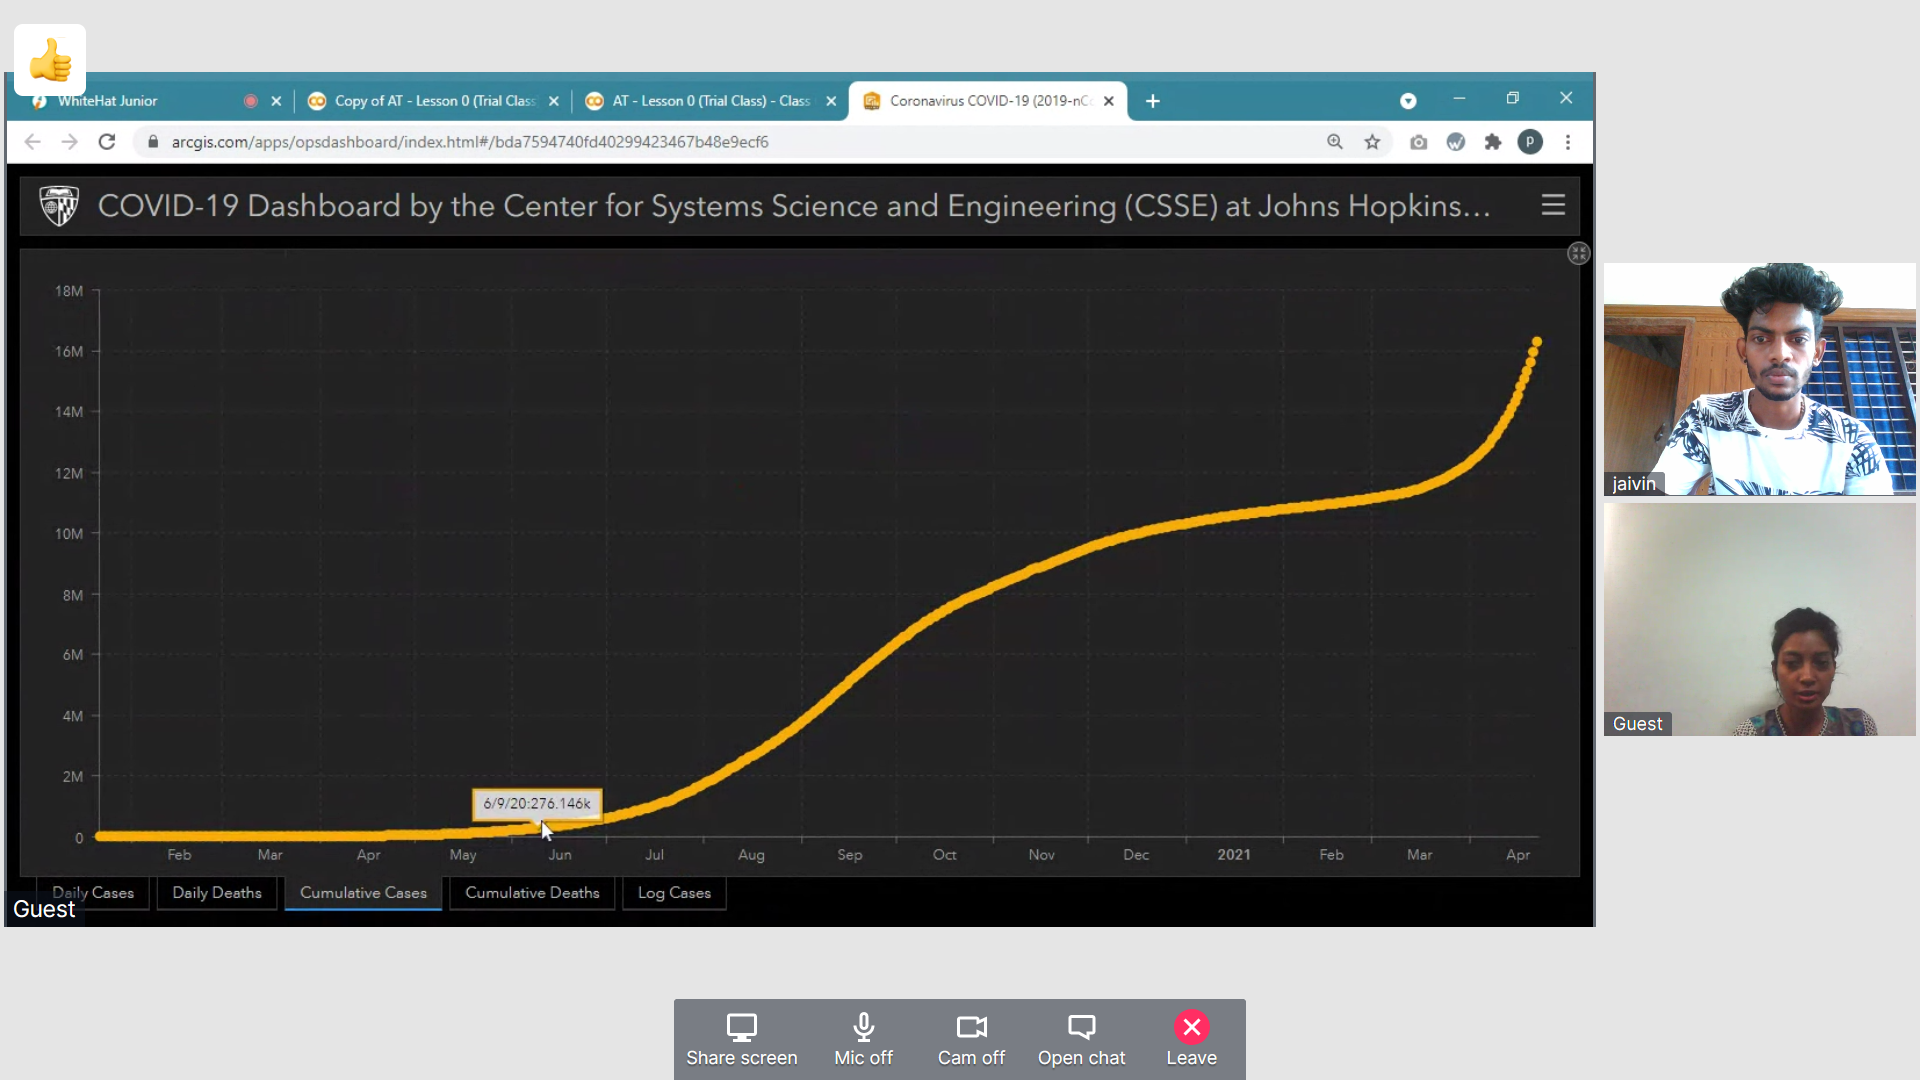 WhiteHat Junior
Copy of AT - Lesson 0 (Trial Class
AT - Lesson 0 (Trial Class) - Class
Coronavirus COVID-19 (2019-nCo
arcgis.com/apps/opsdashboard/index.html#/bda7594740fd40299423467b48e9ecf6
P
COVID-19 Dashboard by the Center for Systems Science and Engineering (CSSE) at Johns Hopkins...
18M
16M
14M
12M
10M
8M
6M
4M
2M
0
6/9/20:276.146k
Feb Mar Apr May Jun Jul Aug Sep Oct Nov Dec 2021 Feb Mar Apr
Daily Cases Daily Deaths Cumulative Cases Cumulative Deaths Log Cases
Guest
jaivin
Guest
Share screen Mic off Cam off Open chat Leave